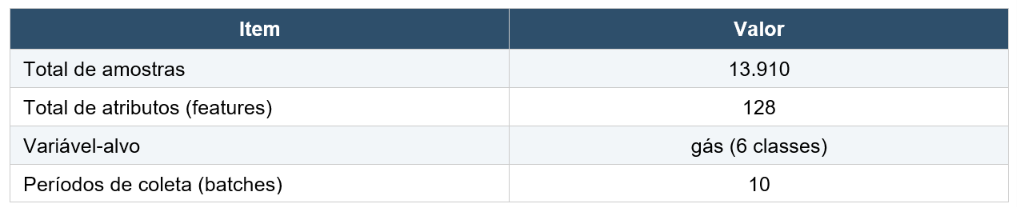 Item Valor
Total de amostras 13.910
Total de atributos (features) 128
Variável-alvo gás (6 classes)
Períodos de coleta (batches) 10